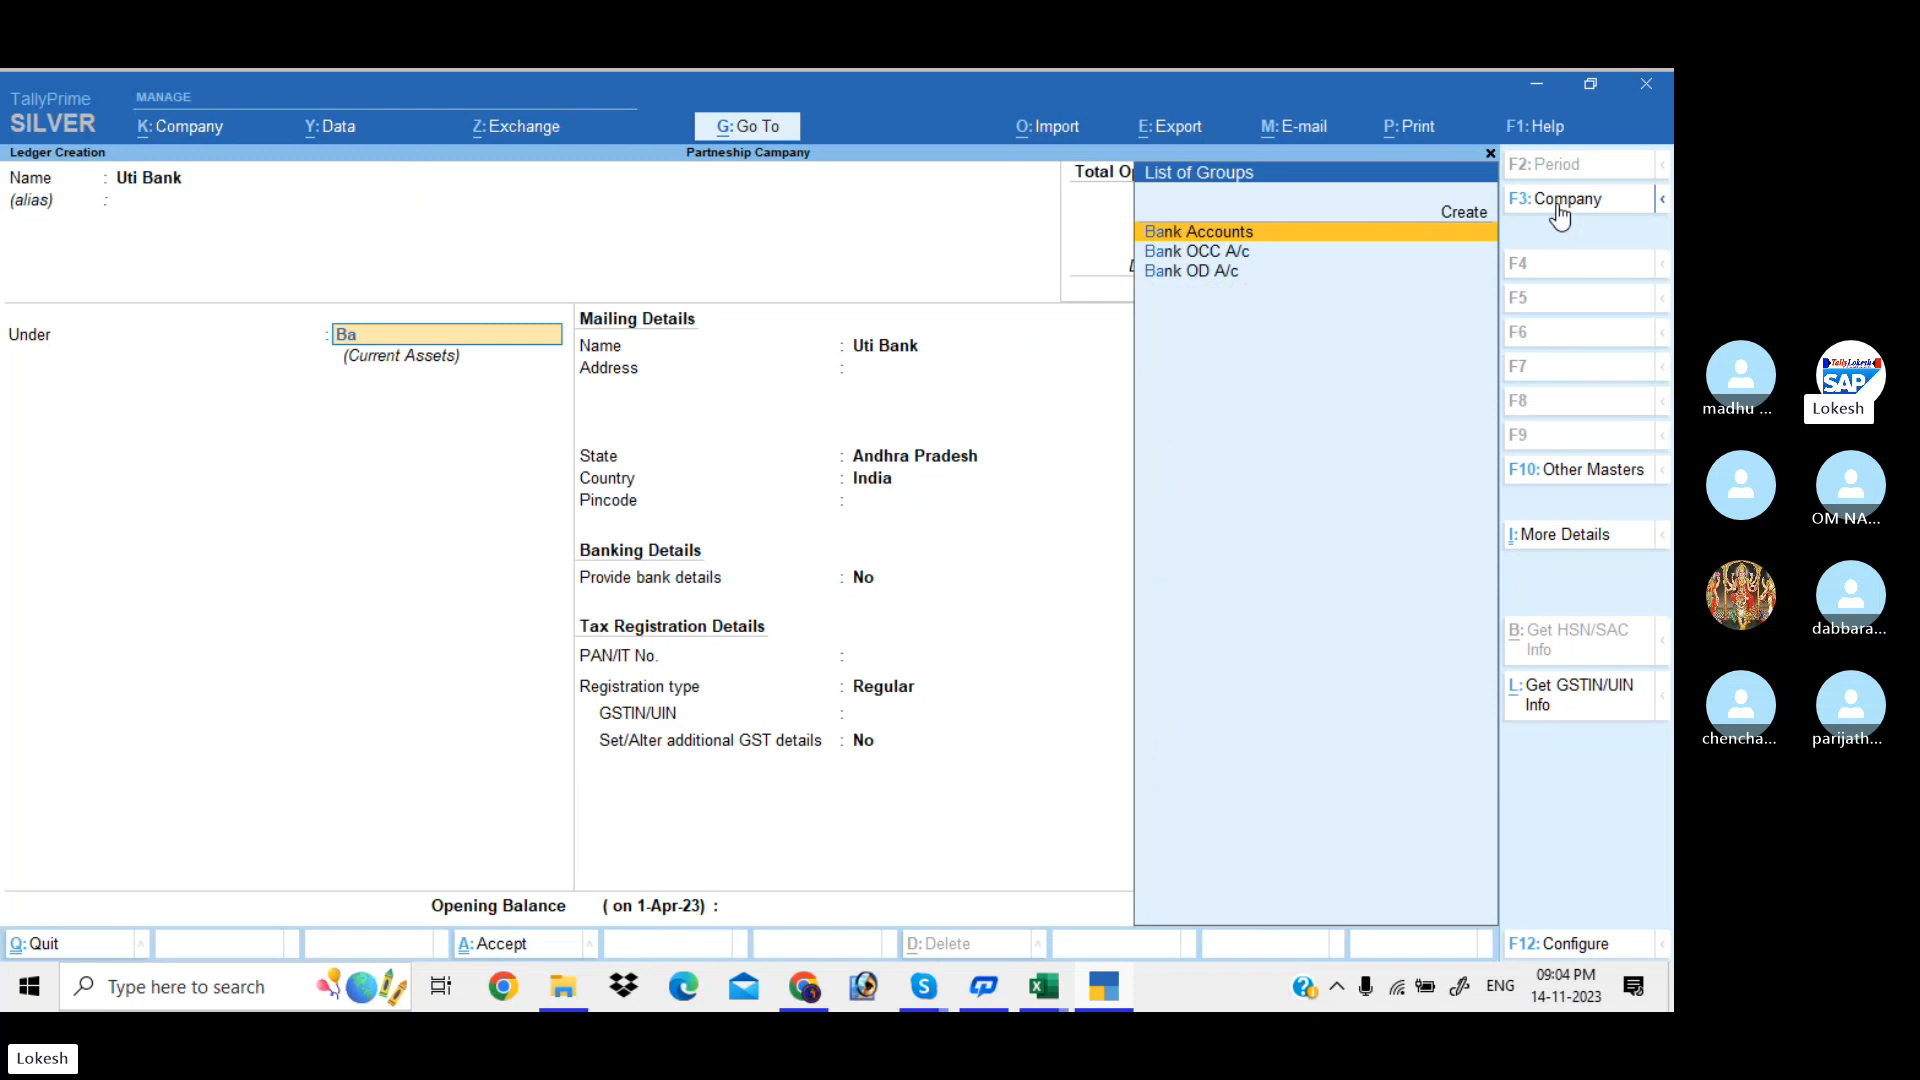 TallyPrime
SILVER
MANAGE
K: Company
Y: Data
Z: Exchange
G: Go To
O: Import
E: Export
M: E-mail
P: Print
F1: Help
Ledger Creation
Partneship Campany
Name : Uti Bank
(alias) :
Total O
List of Groups
Create
Bank Accounts
Bank OCC A/c
Bank OD A/c
Under : Ba
(Current Assets)
Mailing Details
Name : Uti Bank
Address :
State : Andhra Pradesh
Country : India
Pincode :
Banking Details
Provide bank details : No
Tax Registration Details
PAN/IT No. :
Registration type : Regular
GSTIN/UIN :
Set/Alter additional GST details : No
Opening Balance ( on 1-Apr-23) :
F2: Period
F3: Company
F4
F5
F6
F7
F8
F9
F10: Other Masters
I: More Details
B: Get HSN/SAC
Info
L: Get GSTIN/UIN
Info
F12: Configure
Q: Quit
A: Accept
D: Delete
Type here to search
ENG
09:04 PM
14-11-2023
madhu ...
TallyLokesh
SAP
Lokesh
OM NA...
dabbara...
chencha...
parijath...
Lokesh